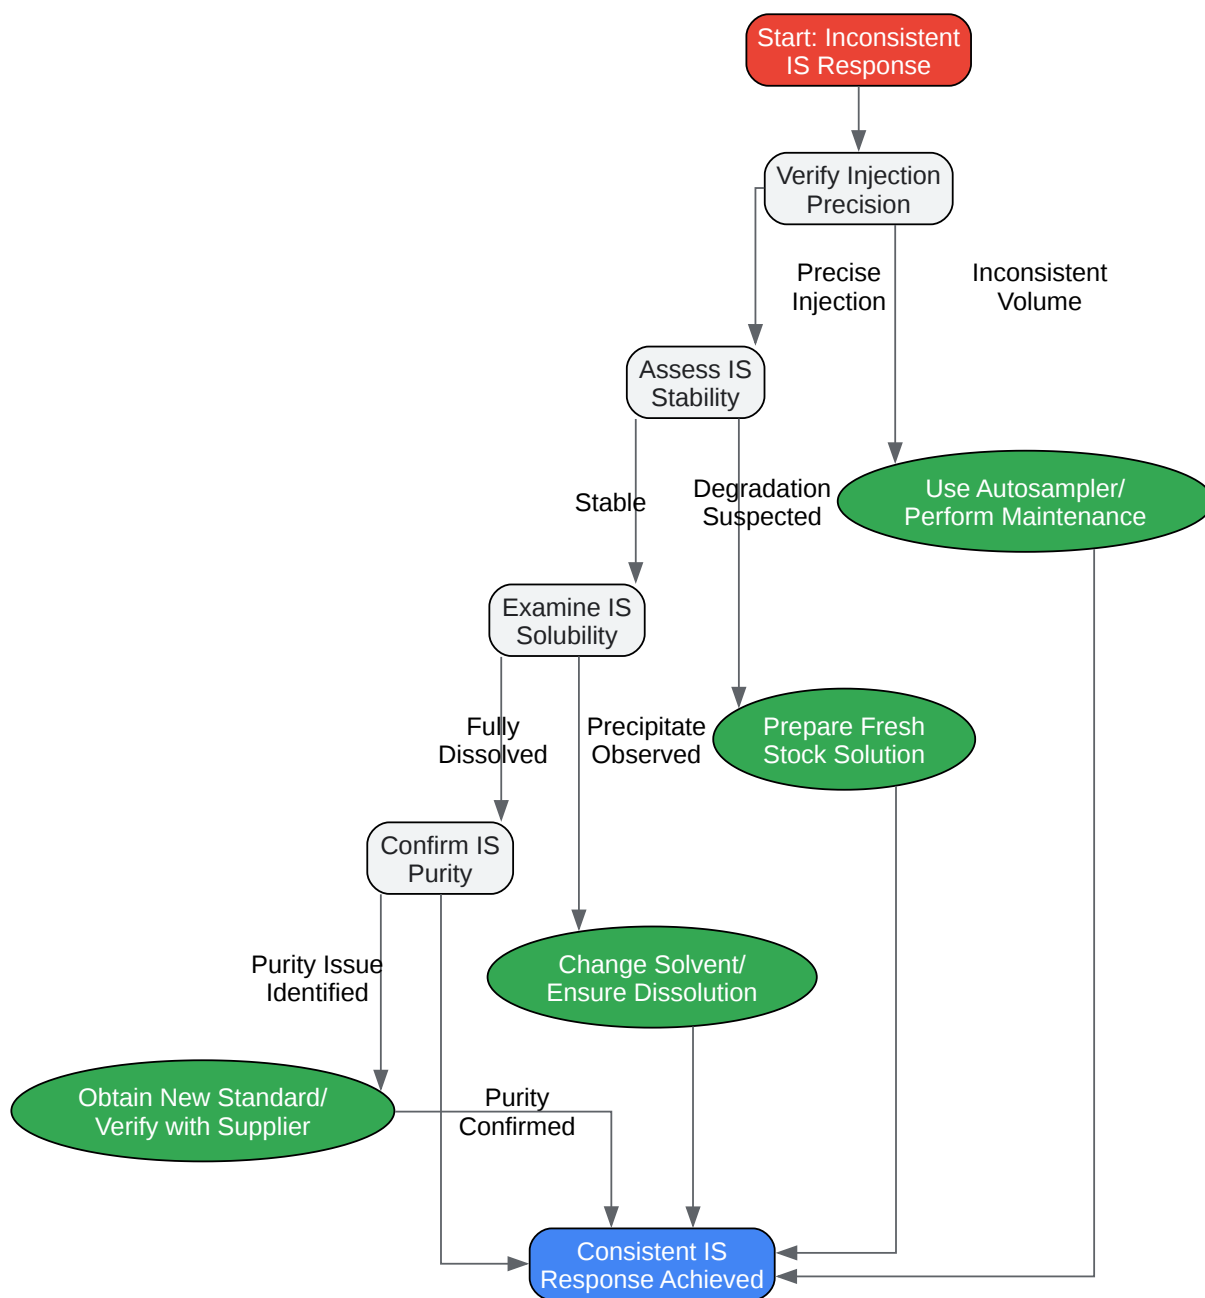 Start: Inconsistent
IS Response
Verify Injection
Precision
Precise
Injection
Inconsistent
Volume
Assess IS
Stability
Stable
Degradation
Suspected
Use Autosampler/
Perform Maintenance
Examine IS
Solubility
Fully
Dissolved
Precipitate
Observed
Prepare Fresh
Stock Solution
Confirm IS
Purity
Purity Issue
Identified
Change Solvent/
Ensure Dissolution
Obtain New Standard/
Verify with Supplier
Purity
Confirmed
Consistent IS
Response Achieved